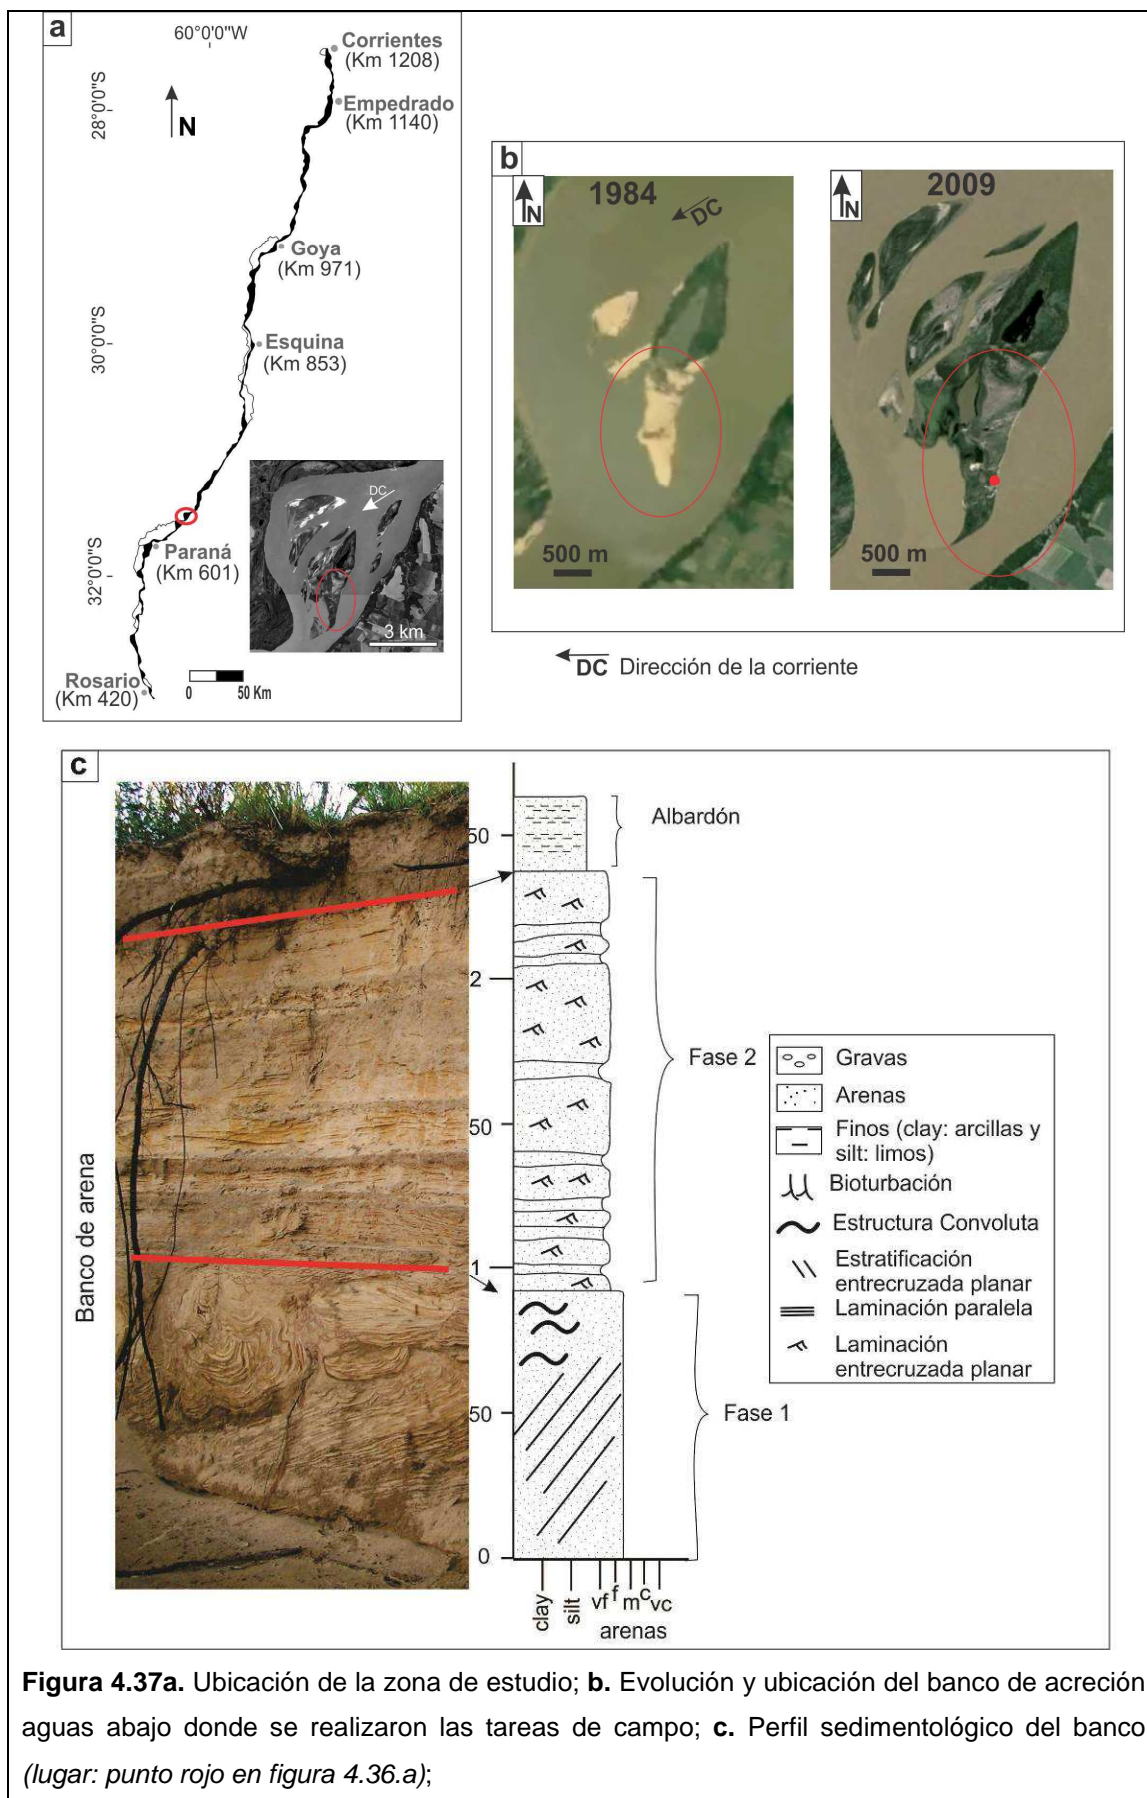 a
60°0'0"W
Corrientes
(Km 1208)
28°0'0"S
Empedrado
(Km 1140)
N
Goya
(Km 971)
30°0'0"S
Esquina
(Km 853)
DC
3 km
32°0'0"S
Paraná
(Km 601)
Rosario
(Km 420)
0
50 Km
b
N
1984
DC
500 m
N
2009
500 m
DC Dirección de la corriente
c
Banco de arena
50
2
50
1
50
0
Albardón
Fase 2
Fase 1
clay
silt
vf
f
m
c
vc
arenas
Gravas
Arenas
Finos (clay: arcillas y
silt: limos)
Bioturbación
Estructura Convoluta
Estratificación
entrecruzada planar
Laminación paralela
Laminación
entrecruzada planar
Figura 4.37a. Ubicación de la zona de estudio; b. Evolución y ubicación del banco de acreción
aguas abajo donde se realizaron las tareas de campo; c. Perfil sedimentológico del banco
(lugar: punto rojo en figura 4.36.a);